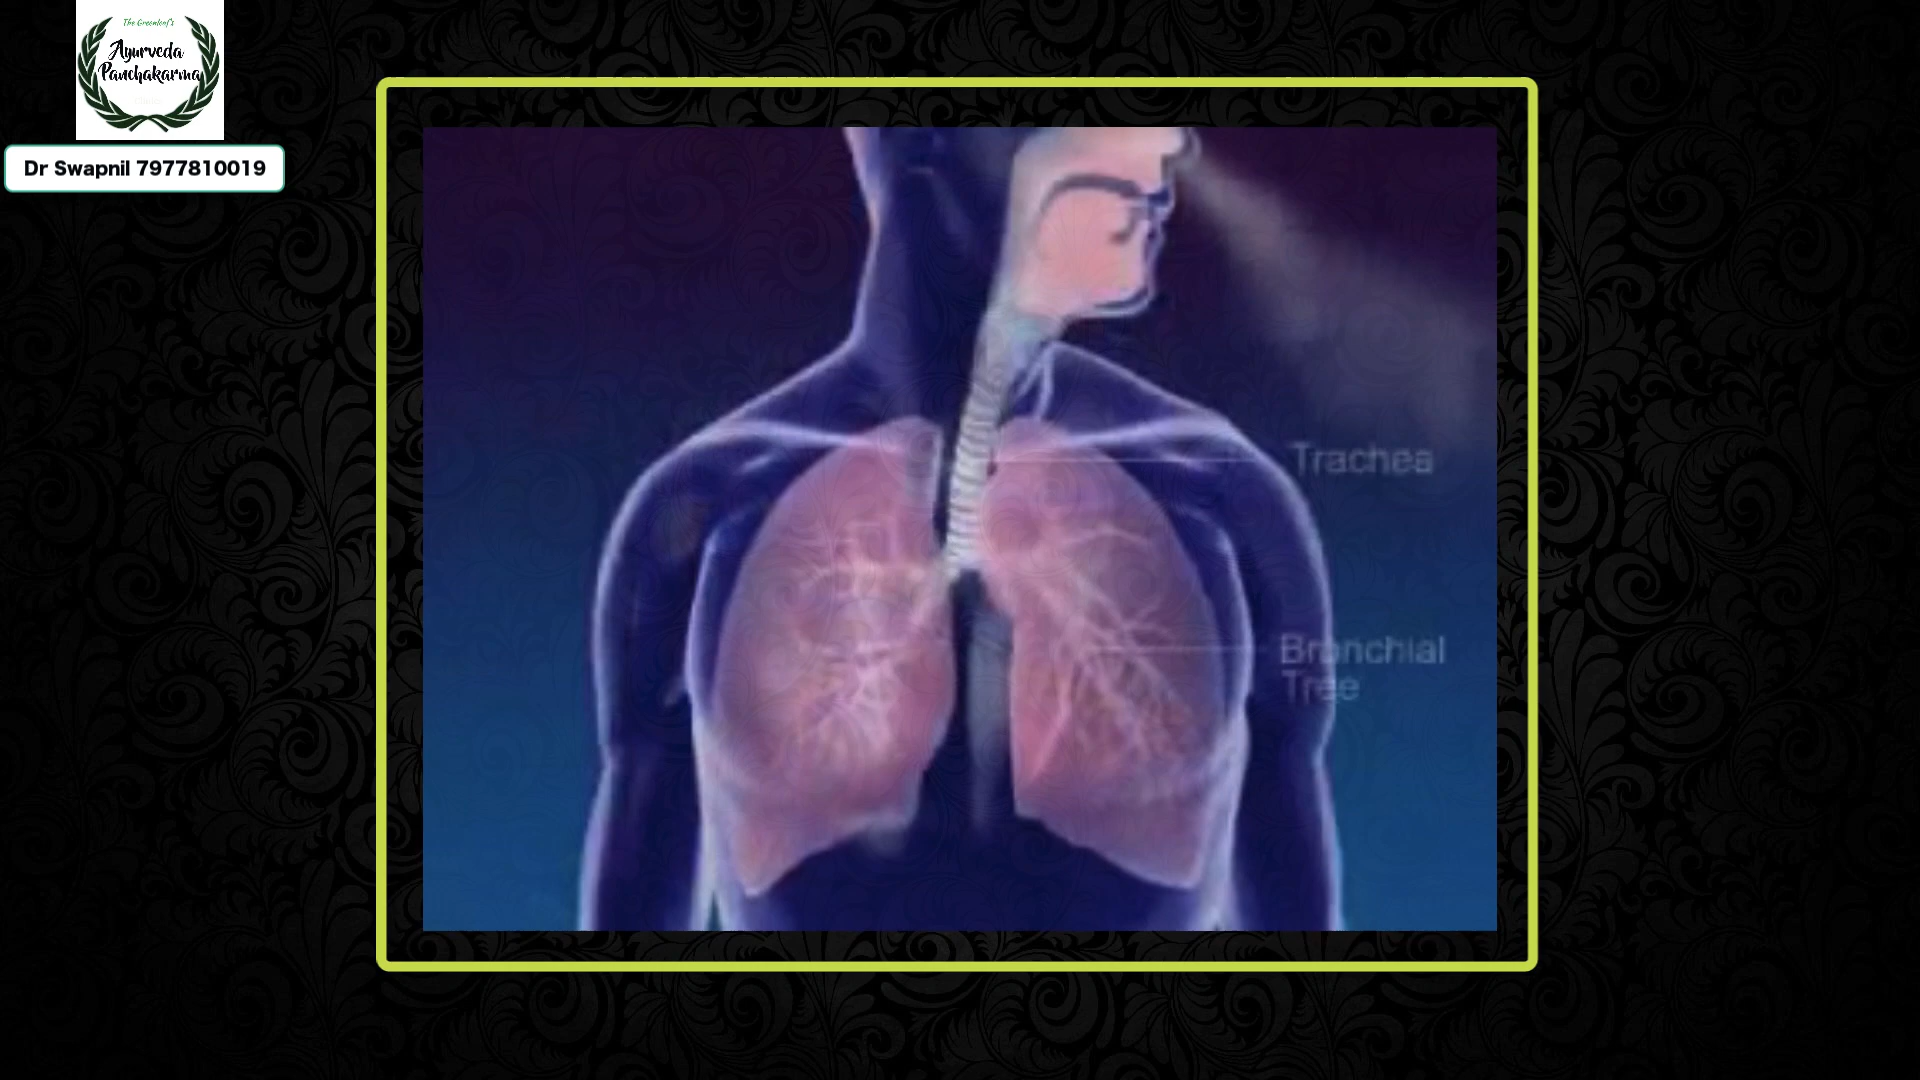 The Greenleaf's
Ayurveda
Panchakarma
Dr Swapnil 7977810019
Trachea
Bronchial
Tree